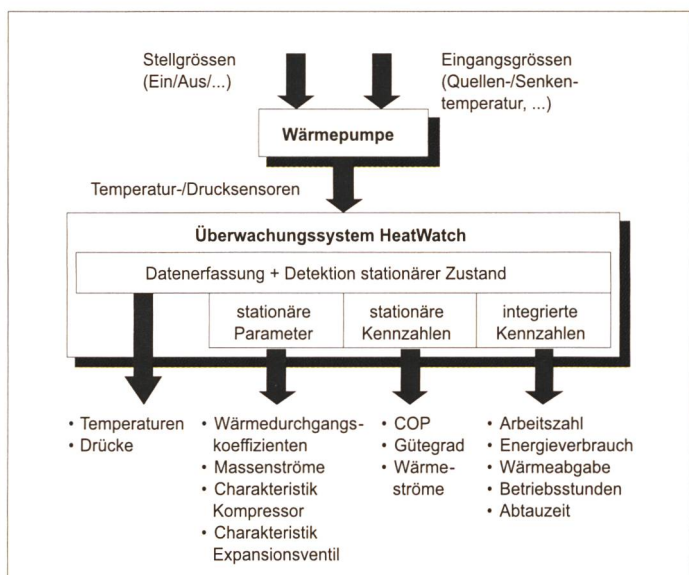 Stellgrössen
(Ein/Aus/...)
Eingangsgrössen
(Quellen-/Senken-
temperatur, ...)
Wärmepumpe
Temperatur-/Drucksensoren
Überwachungssystem HeatWatch
Datenerfassung + Detektion stationärer Zustand
stationäre
Parameter
stationäre
Kennzahlen
integrierte
Kennzahlen
• Temperaturen
• Drücke
• Wärmedurchgangs-
koeffizienten
• Massenströme
• Charakteristik
Kompressor
• Charakteristik
Expansionsventil
• COP
• Gütegrad
• Wärme-
ströme
• Arbeitszahl
• Energieverbrauch
• Wärmeabgabe
• Betriebsstunden
• Abtauzeit